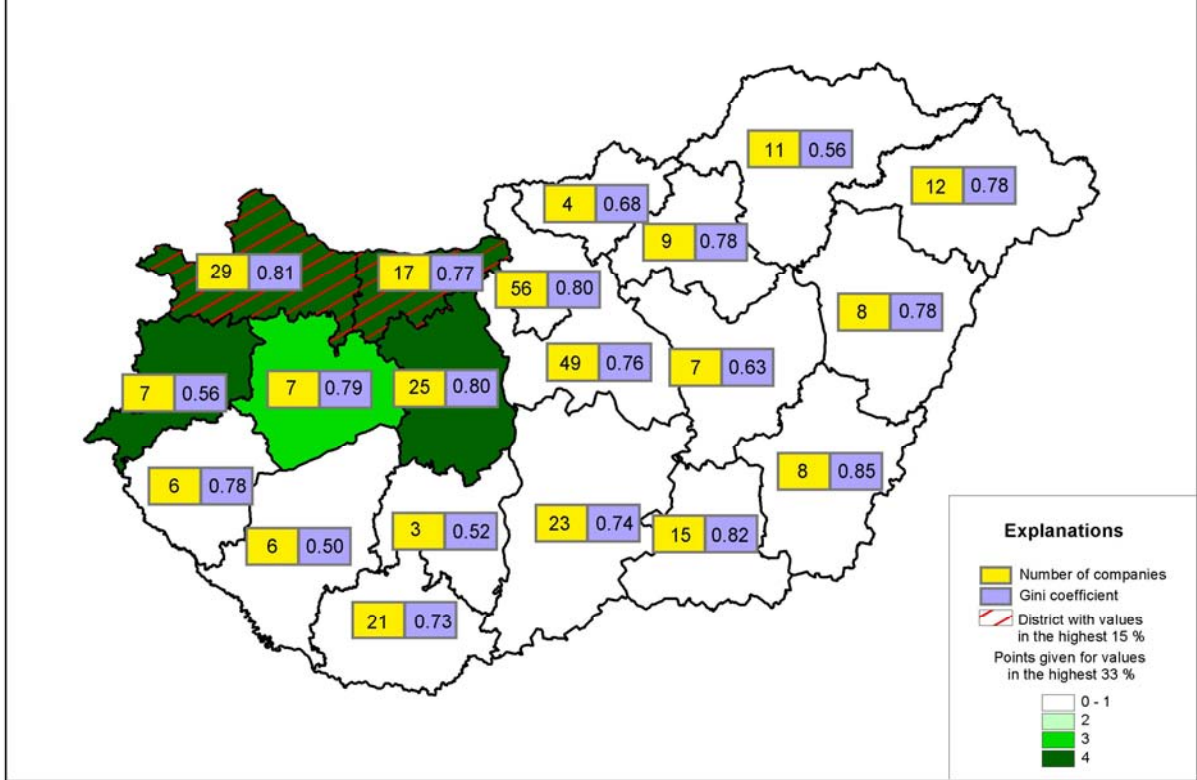 11 0.56
12 0.78
4 0.68
9 0.78
29 0.81
17 0.77
56 0.80
8 0.78
49 0.76
7 0.63
7 0.56
7 0.79
25 0.80
8 0.85
6 0.78
23 0.74
15 0.82
3 0.52
6 0.50
21 0.73
Explanations
Number of companies
Gini coefficient
District with values
in the highest 15 %
Points given for values
in the highest 33 %
0 - 1
2
3
4